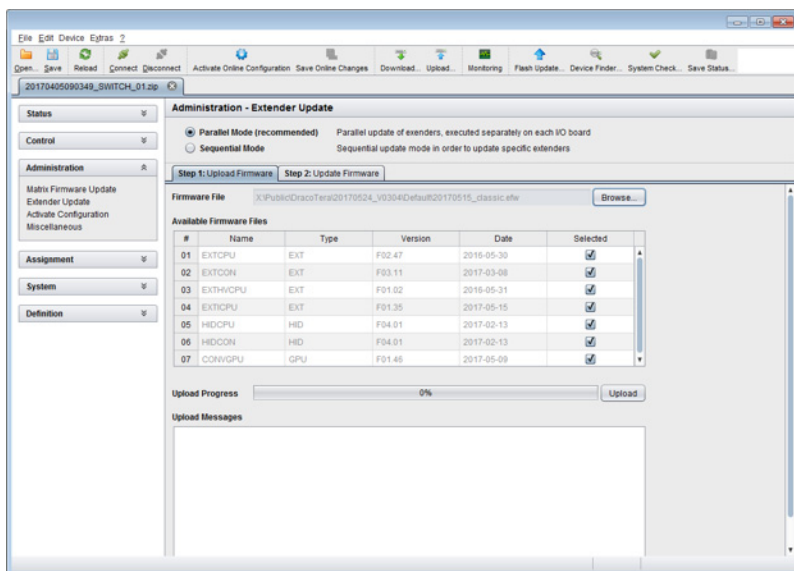 File Edit Device Extras ?
Open... Save Reload Connect Disconnect Activate Online Configuration Save Online Changes Download... Upload... Monitoring Flash Update... Device Finder... System Check... Save Status...
20170405090349_SWITCH_01.zip
Status
Control
Administration
Matrix Firmware Update
Extender Update
Activate Configuration
Miscellaneous
Assignment
System
Definition
Administration - Extender Update
Parallel Mode (recommended) Parallel update of exenders, executed separately on each I/O board
Sequential Mode Sequential update mode in order to update specific extenders
Step 1: Upload Firmware Step 2: Update Firmware
Firmware File X:\Public\DracoTera\20170524_V0304\Default\20170515_classic.efw Browse...
Available Firmware Files
# Name Type Version Date Selected
01 EXTCPU EXT F02.47 2016-05-30
02 EXTCON EXT F03.11 2017-03-08
03 EXTHVCPU EXT F01.02 2016-05-31
04 EXTICPU EXT F01.35 2017-05-15
05 HIDCPU HID F04.01 2017-02-13
06 HIDCON HID F04.01 2017-02-13
07 CONVGPU GPU F01.46 2017-05-09
Upload Progress 0% Upload
Upload Messages